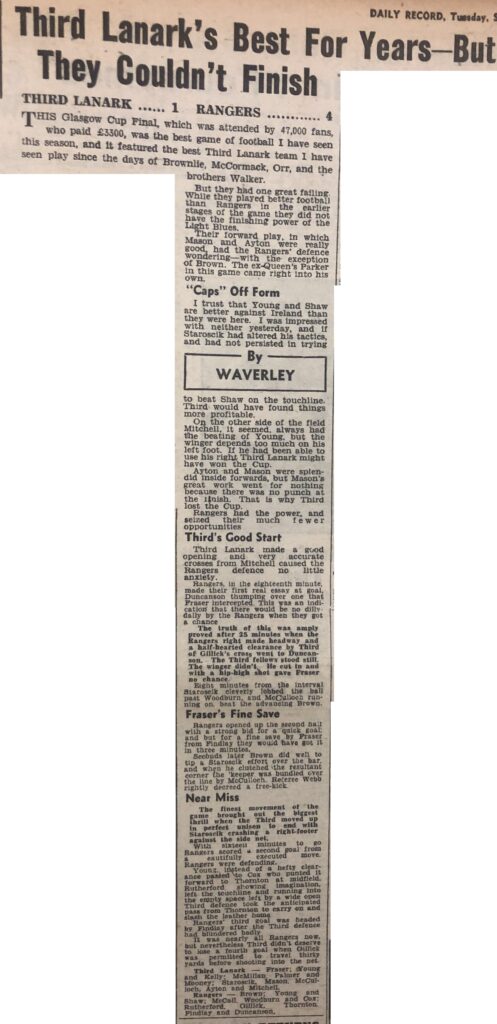 DAILY RECORD, Tuesday, S
Third Lanark's Best For Years—But
They Couldn't Finish
THIRD LANARK ...... 1 RANGERS ............ 4
THIS Glasgow Cup Final, which was attended by 47,000 fans,
who paid £3300, was the best game of football I have seen
this season, and it featured the best Third Lanark team I have
seen play since the days of Brownlie, McCormack, Orr, and the
brothers Walker.
But they had one great failing.
While they played better football
than Rangers in the earlier
stages of the game they did not
have the finishing power of the
Light Blues.
Their forward play, in which
Mason and Ayton were really
good, had the Rangers' defence
wondering—with the exception
of Brown. The ex-Queen's Parker
in this game came right into his
own.
"Caps" Off Form
I trust that Young and Shaw
are better against Ireland than
they were here. I was impressed
with neither yesterday, and if
Staroscik had altered his tactics,
and had not persisted in trying
By
WAVERLEY
to beat Shaw on the touchline.
Third would have found things
more profitable.
On the other side of the field
Mitchell, it seemed, always had
the beating of Young, but the
winger depends too much on his
left foot. If he had been able to
use his right Third Lanark might
have won the Cup.
Ayton and Mason were splen-
did inside forwards, but Mason's
great work went for nothing
because there was no punch at
the finish. That is why Third
lost the Cup.
Rangers had the power, and
seized their much fewer
opportunities
Third's Good Start
Third Lanark made a good
opening and very accurate
crosses from Mitchell caused the
Rangers defence no little
anxiety.
Rangers, in the eighteenth minute,
made their first real essay at goal,
Duncanson thumping over one that
Fraser intercepted. This was an indi-
cation that there would be no dilly-
dally by the Rangers when they got
a chance
The truth of this was amply
proved after 25 minutes when the
Rangers right made headway and
a half-hearted clearance by Third
of Gillick's cross went to Duncan-
son. The Third fellows stood still.
The winger didn't. He cut in and
with a hip-high shot gave Fraser
no chance.
Eight minutes from the interval
Staroscik cleverly lobbed the ball
past Woodburn, and McCulloch run-
ning on, beat the advancing Brown.
Fraser's Fine Save
Rangers opened up the second half
with a strong bid for a quick goal
and but for a fine save by Fraser
from Findlay they would have got it
in three minutes.
Seconds later Brown did well to
tip a Staroscik effort over the bar,
and when he clutched the resultant
corner the 'keeper was bundled over
the line by McCulloch. Referee Webb
rightly decreed a free-kick.
Near Miss
The finest movement of the
game brought out the biggest
thrill when the Third moved up
in perfect unison to end with
Staroscik crashing a right-footer
against the side net.
With sixteen minutes to go
Rangers scored a second goal from
a eautifully executed move.
Rangers were defending.
Young, instead of a hefty clear-
ance passed to Cox who punted it
forward to Thornton at midfield.
Rutherford showing imagination,
left the touchline and running into
the empty space left by a wide open
Third defence took the anticipated
pass from Thornton to carry on and
slash the leather home.
Rangers' third goal was headed
by Findlay after the Third defence
had blundered badly.
It was nearly all Rangers now,
but nevertheless Third didn't deserve
to lose a fourth goal when Gillick
was permitted to travel thirty
yards before shooting into the net.
Third Lanark — Fraser; Young
and Kelly; McMillan, Palmer and
Mooney; Staroscik, Mason, McCul-
loch, Ayton and Mitchell.
Rangers — Brown; Young and
Shaw; McCall, Woodburn and Cox;
Rutherford, Gillick, Thornton,
Findlay and Duncanson.